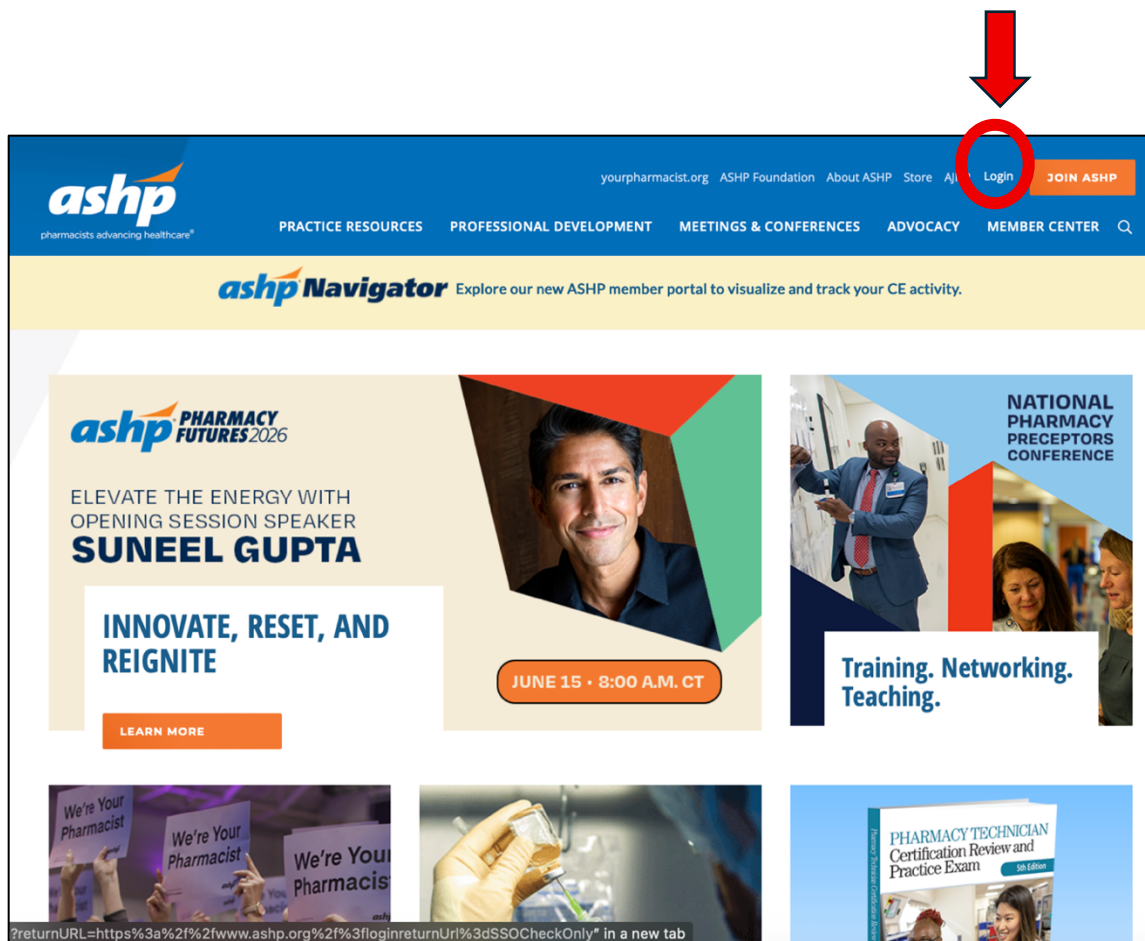 ashp
pharmacists advancing healthcare®
yourpharmacist.org ASHP Foundation About ASHP Store Login JOIN ASHP
PRACTICE RESOURCES PROFESSIONAL DEVELOPMENT MEETINGS & CONFERENCES ADVOCACY MEMBER CENTER
ashp Navigator Explore our new ASHP member portal to visualize and track your CE activity.
ashp PHARMACY FUTURES 2026
ELEVATE THE ENERGY WITH
OPENING SESSION SPEAKER
SUNEEL GUPTA
INNOVATE, RESET, AND
REIGNITE
JUNE 15 · 8:00 A.M. CT
LEARN MORE
NATIONAL
PHARMACY
PRECEPTORS
CONFERENCE
Training. Networking.
Teaching.
We're Your
Pharmacist
We're Your
Pharmacist
We're Your
Pharmacist
PHARMACY TECHNICIAN
Certification Review and
Practice Exam
5th Edition
?returnURL=https%3a%2f%2fwww.ashp.org%2f%3floginreturnUrl%3dSSOCheckOnly" in a new tab